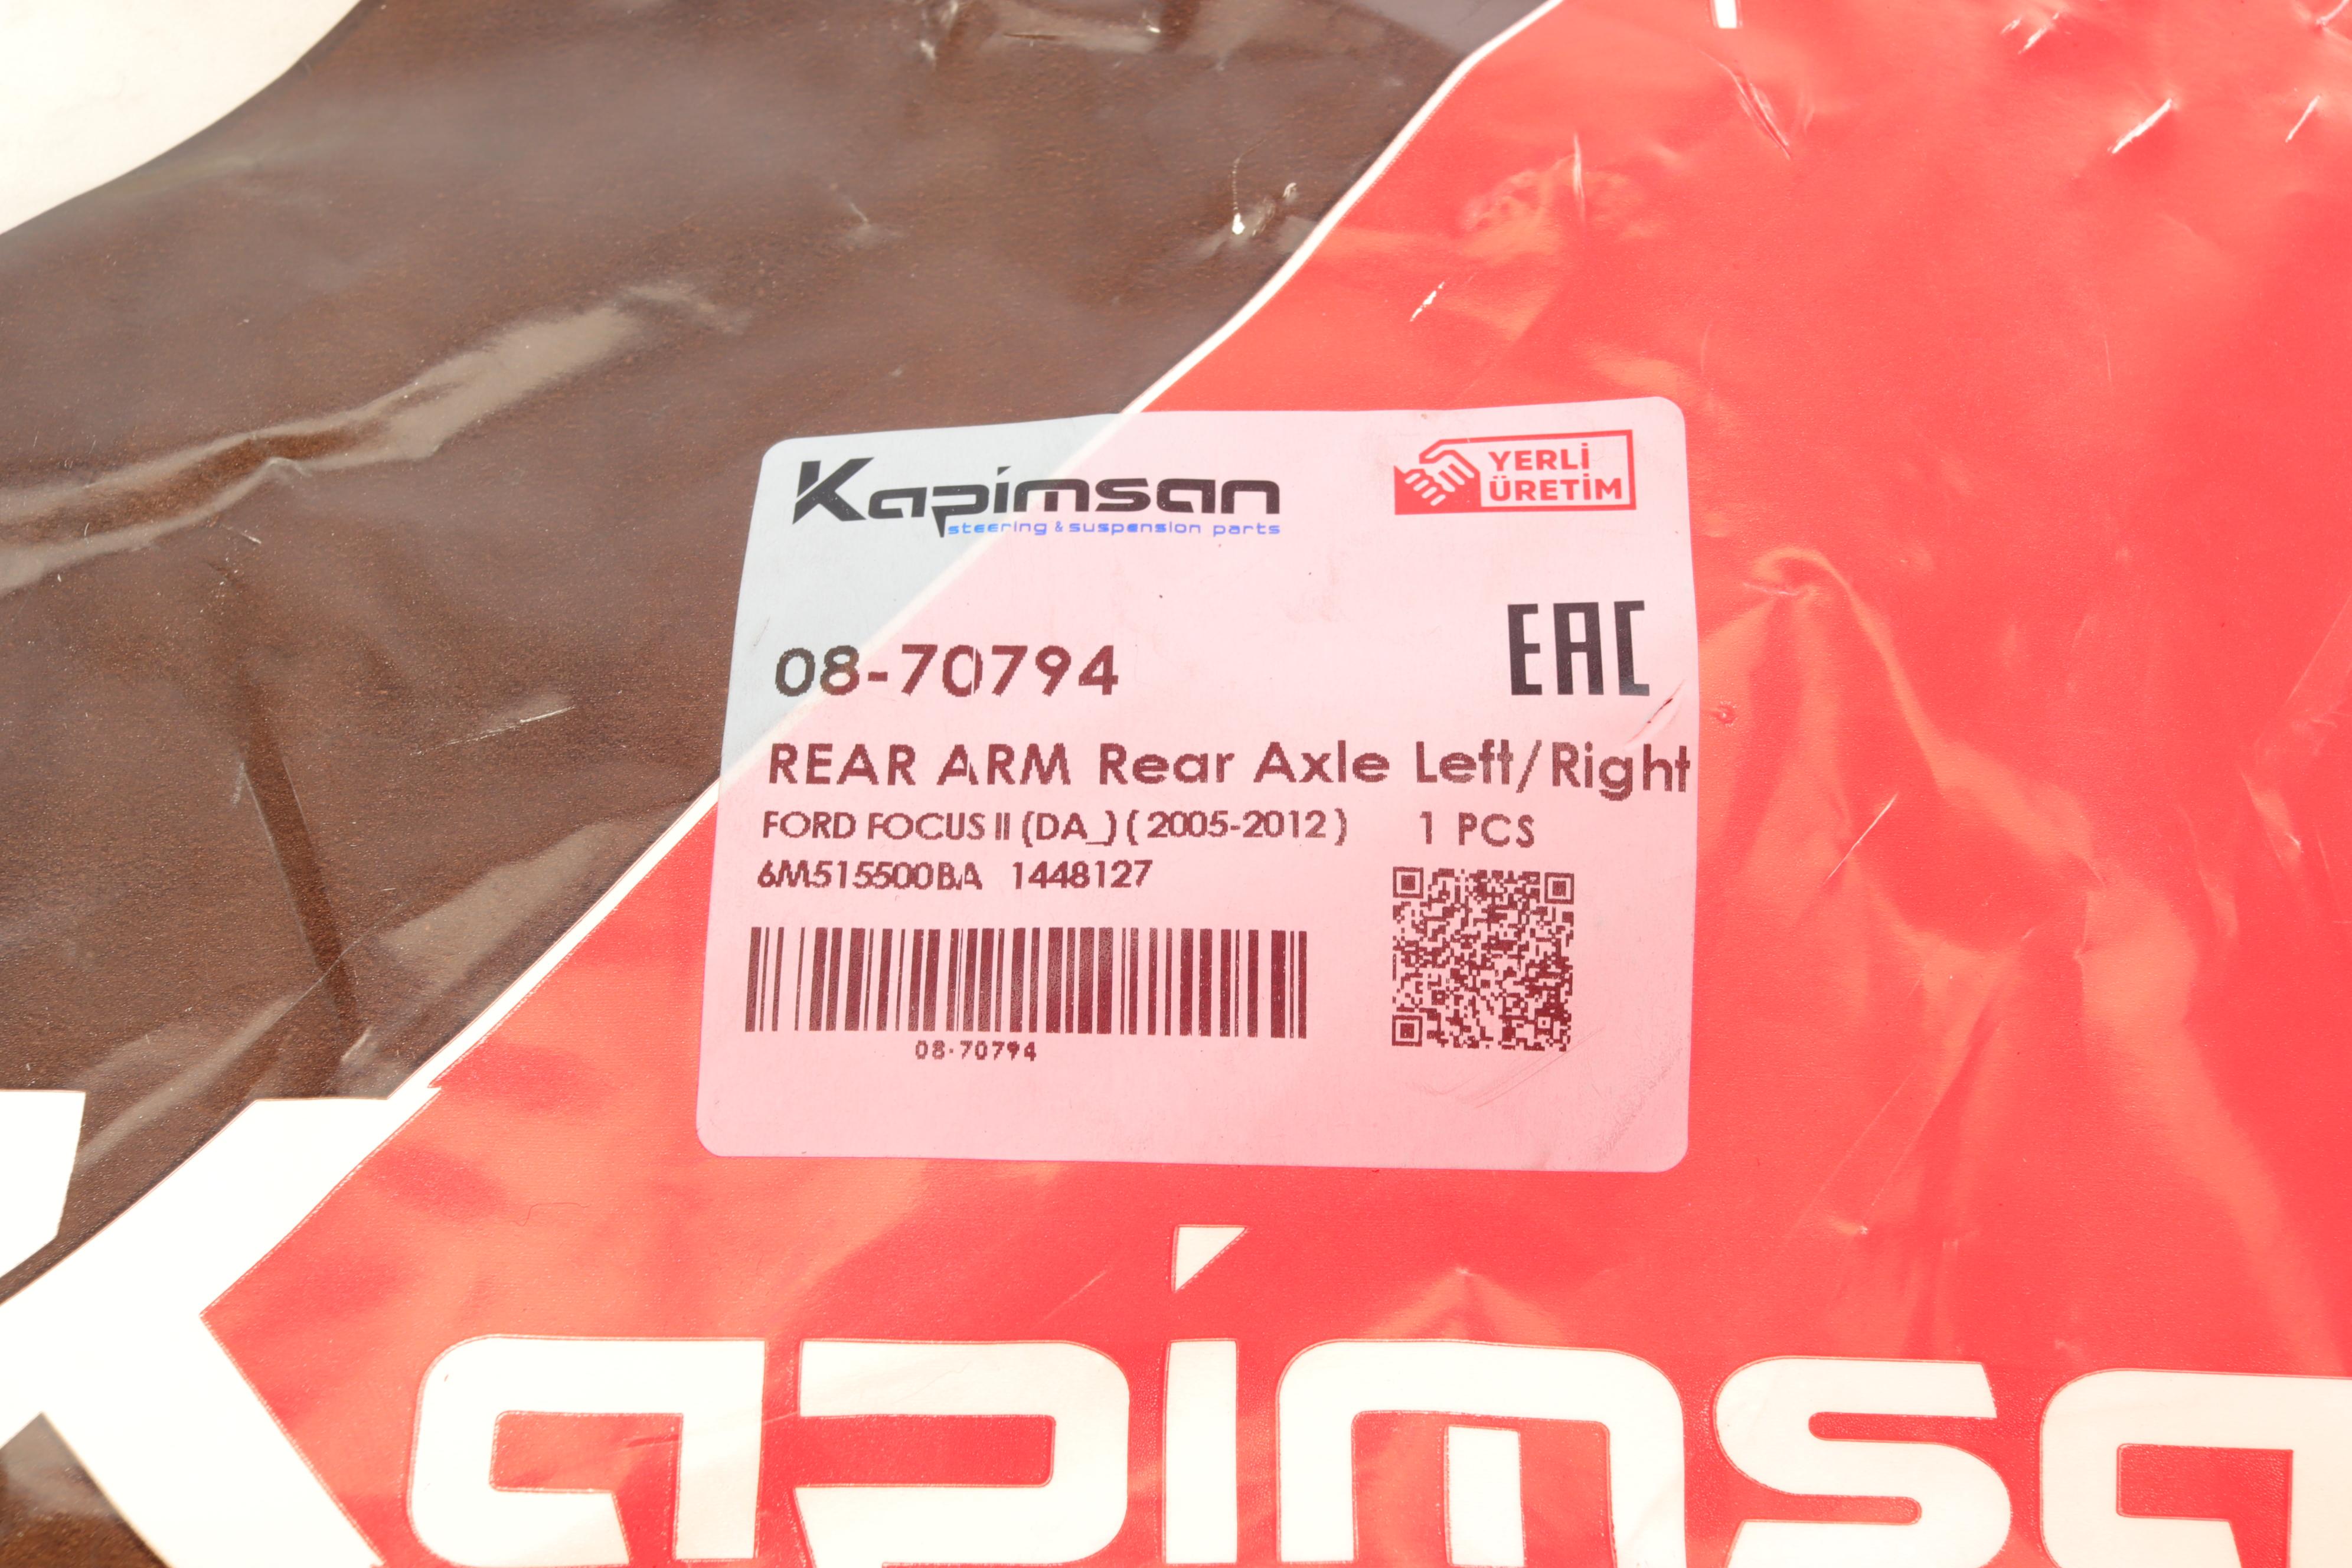 Kapimsan
steering & suspension parts
YERLİ
ÜRETİM
08-70794
EAC
REAR ARM Rear Axle Left/Right
FORD FOCUS II (DA_) ( 2005-2012 ) 1 PCS
6M515500BA 1448127
08-70794
Kapimsa